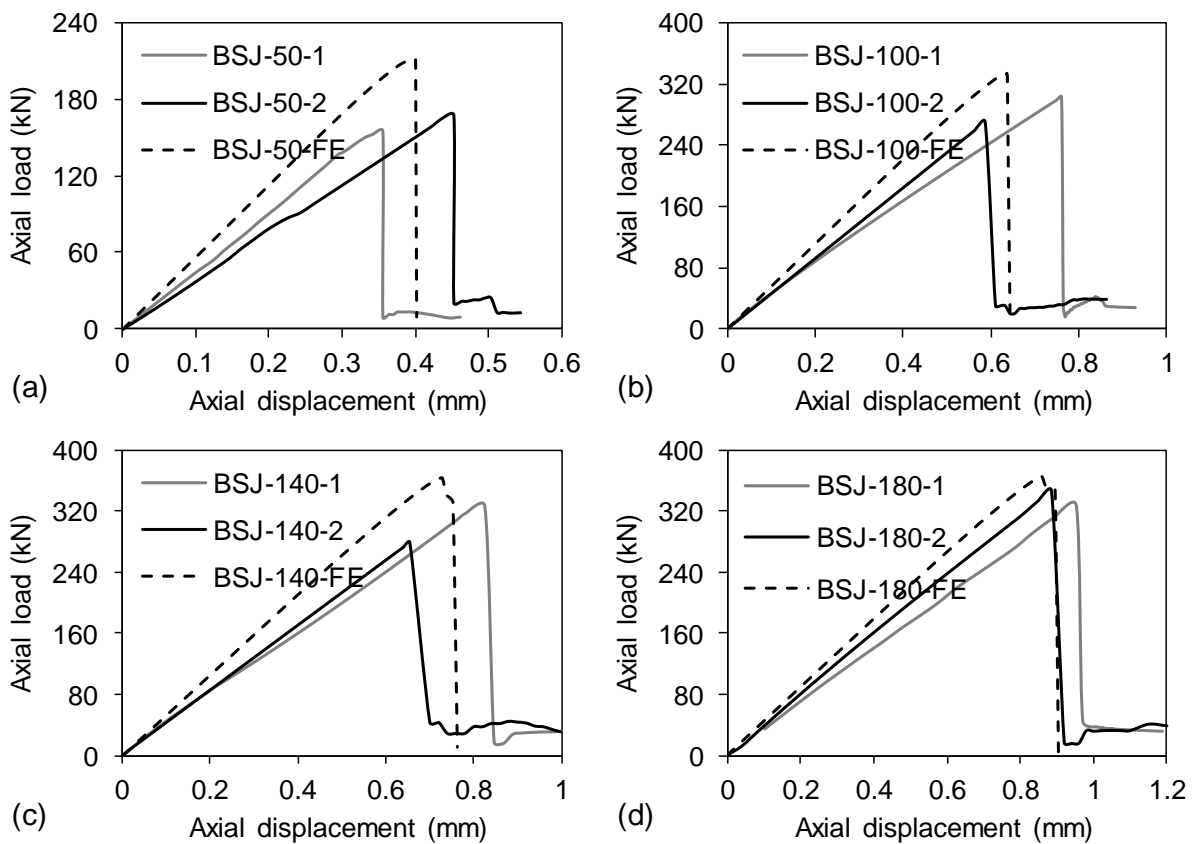 240
180
120
60
0
Axial load (kN)
BSJ-50-1
BSJ-50-2
BSJ-50-FE
0 0.1 0.2 0.3 0.4 0.5 0.6
(a)
Axial displacement (mm)
400
320
240
160
80
0
Axial load (kN)
BSJ-100-1
BSJ-100-2
BSJ-100-FE
0 0.2 0.4 0.6 0.8 1
(b)
Axial displacement (mm)
400
320
240
160
80
0
Axial load (kN)
BSJ-140-1
BSJ-140-2
BSJ-140-FE
0 0.2 0.4 0.6 0.8 1
(c)
Axial displacement (mm)
400
320
240
160
80
0
Axial load (kN)
BSJ-180-1
BSJ-180-2
BSJ-180-FE
0 0.2 0.4 0.6 0.8 1 1.2
(d)
Axial displacement (mm)